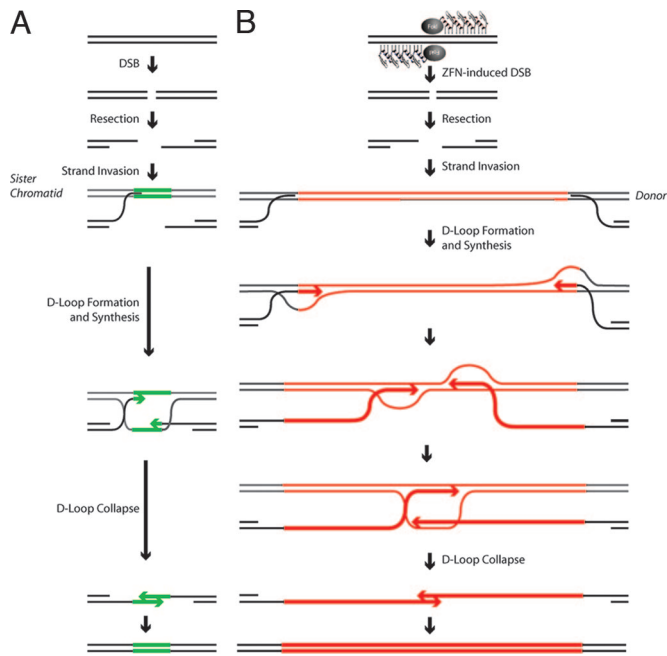 A
DSB
Resection
Strand Invasion
Sister
Chromatid
D-Loop Formation
and Synthesis
D-Loop Collapse
B
ZFN-induced DSB
Resection
Strand Invasion
Donor
D-Loop Formation
and Synthesis
D-Loop Collapse